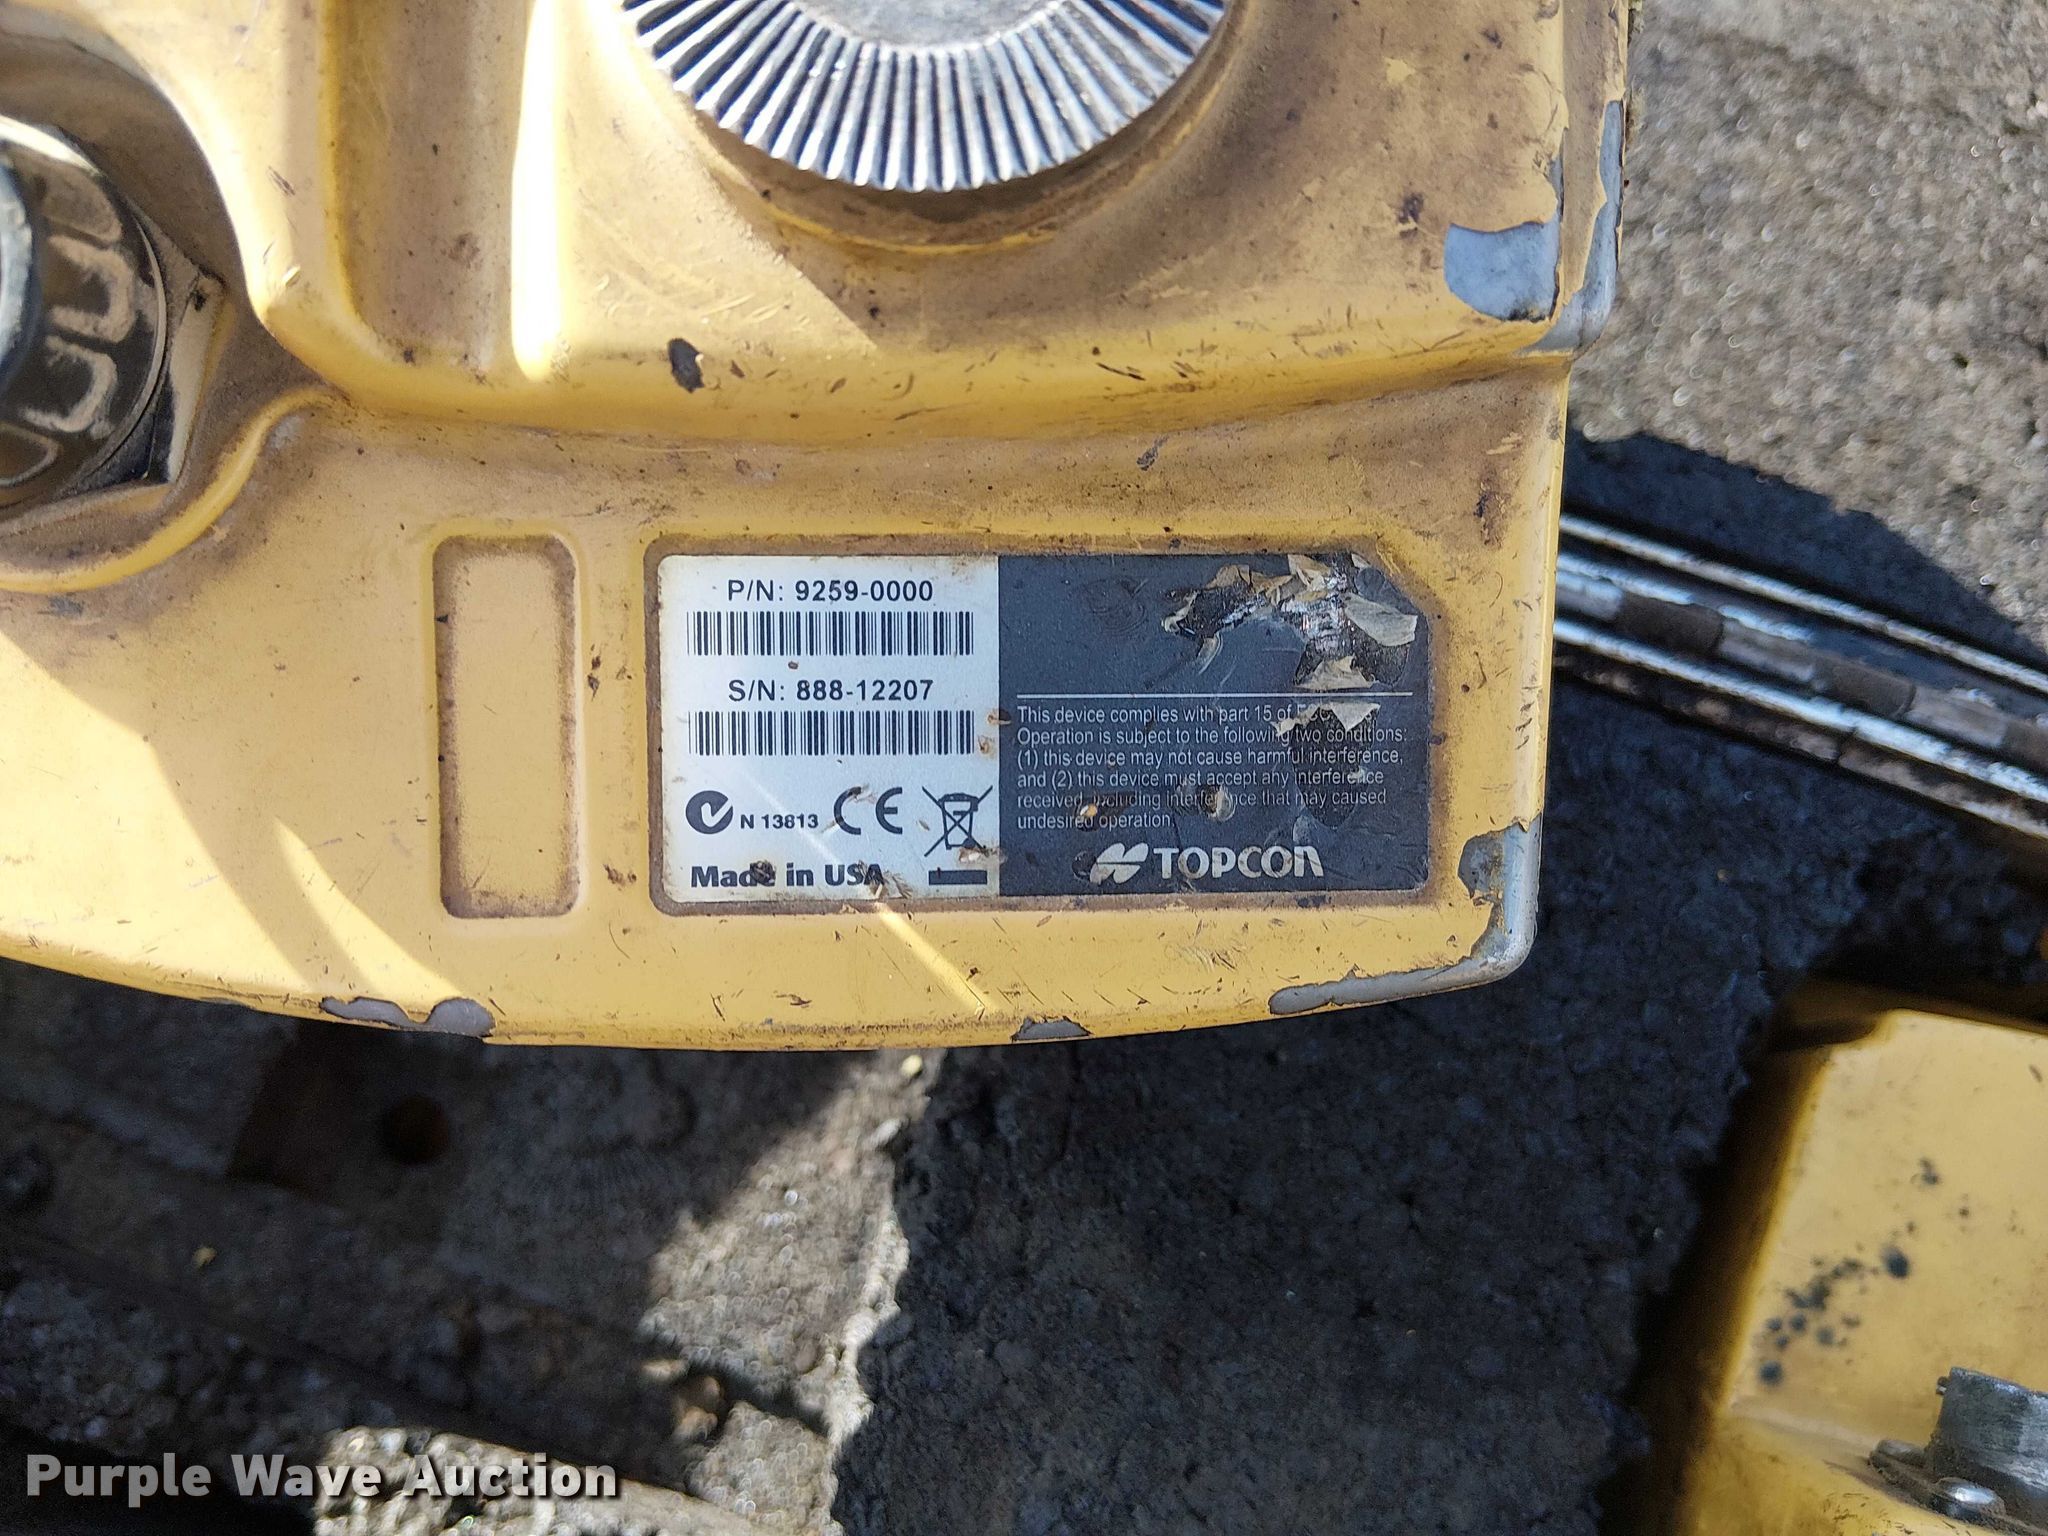 P/N: 9259-0000
S/N: 888-12207
N 13813 CE
Made in USA
This device complies with part 15 of FCC
Operation is subject to the following two conditions:
(1) this device may not cause harmful interference,
and (2) this device must accept any interference
received, including interference that may caused
undesired operation.
TOPCON
Purple Wave Auction